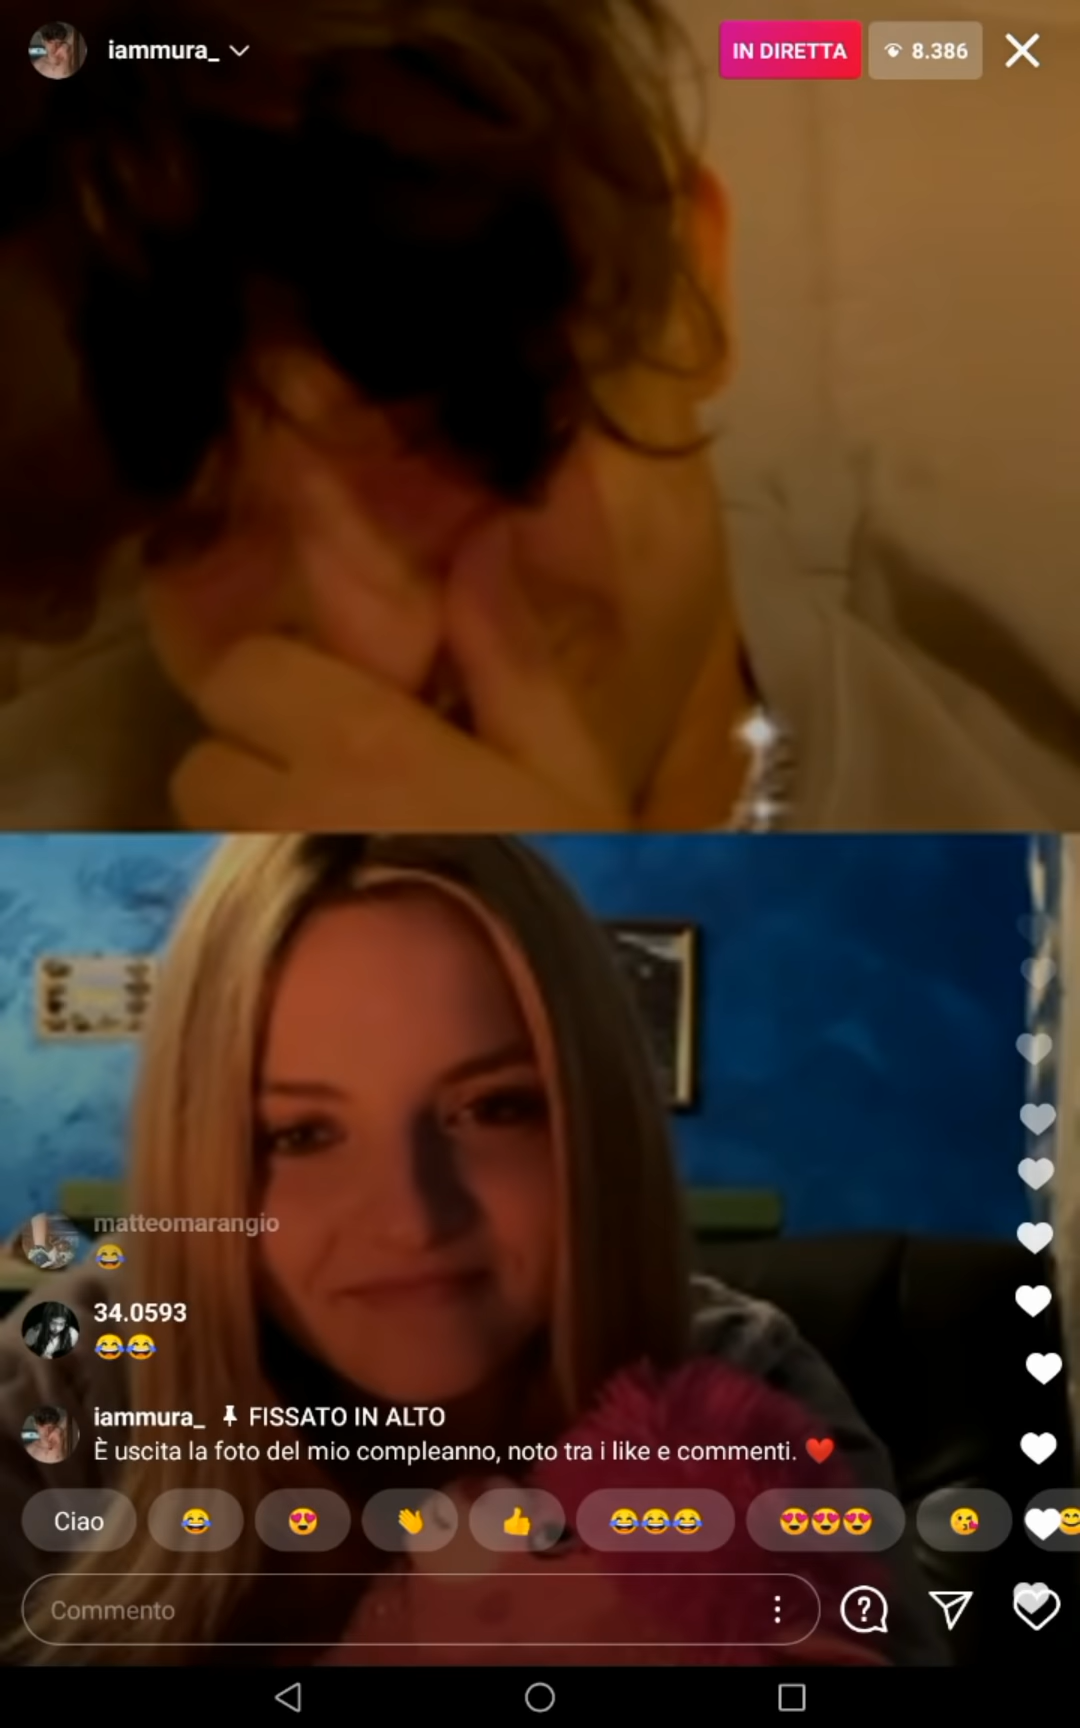 iammura_
IN DIRETTA
8.386
matteomarangio
😂
34.0593
😂😂
iammura_ 📌 FISSATO IN ALTO
È uscita la foto del mio compleanno, noto tra i like e commenti. ❤️
Ciao 😂 😍 👋 👍 😂😂😂 😍😍😍 😘 😊
Commento